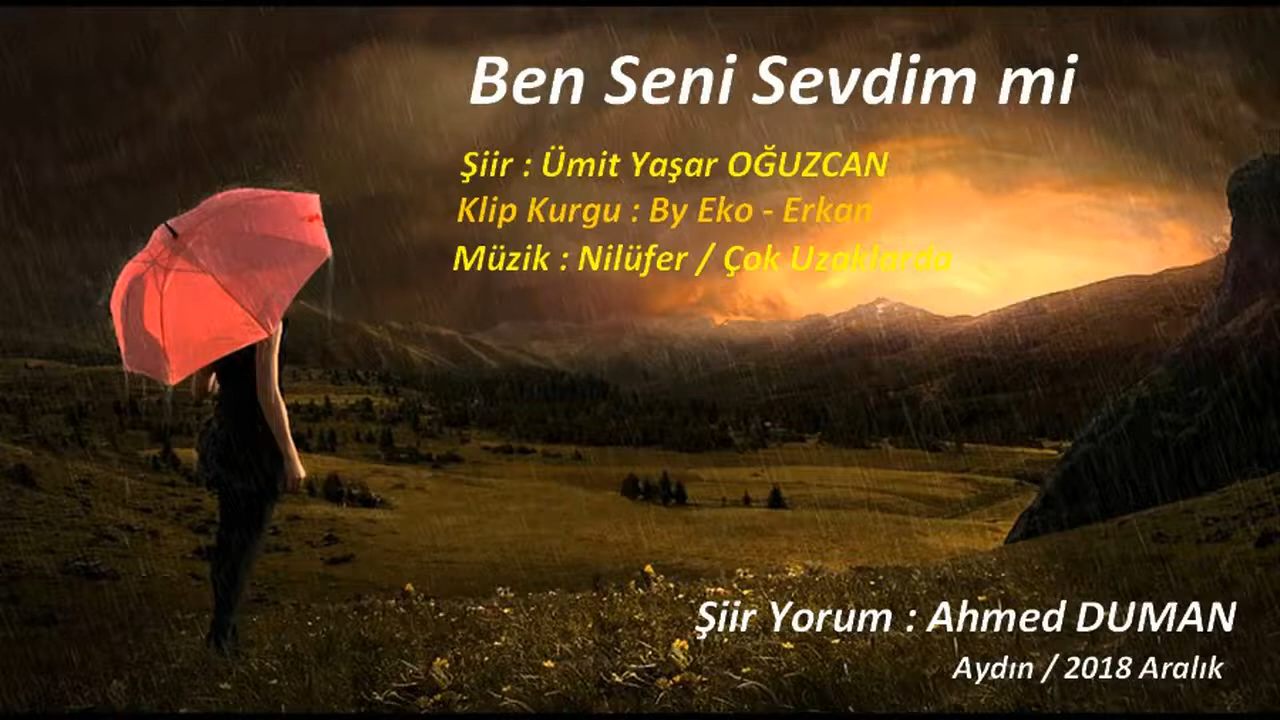 Ben Seni Sevdim mi
Şiir : Ümit Yaşar OĞUZCAN
Klip Kurgu : By Eko - Erkan
Müzik : Nilüfer / Çok Uzaklarda
Şiir Yorum : Ahmed DUMAN
Aydın / 2018 Aralık